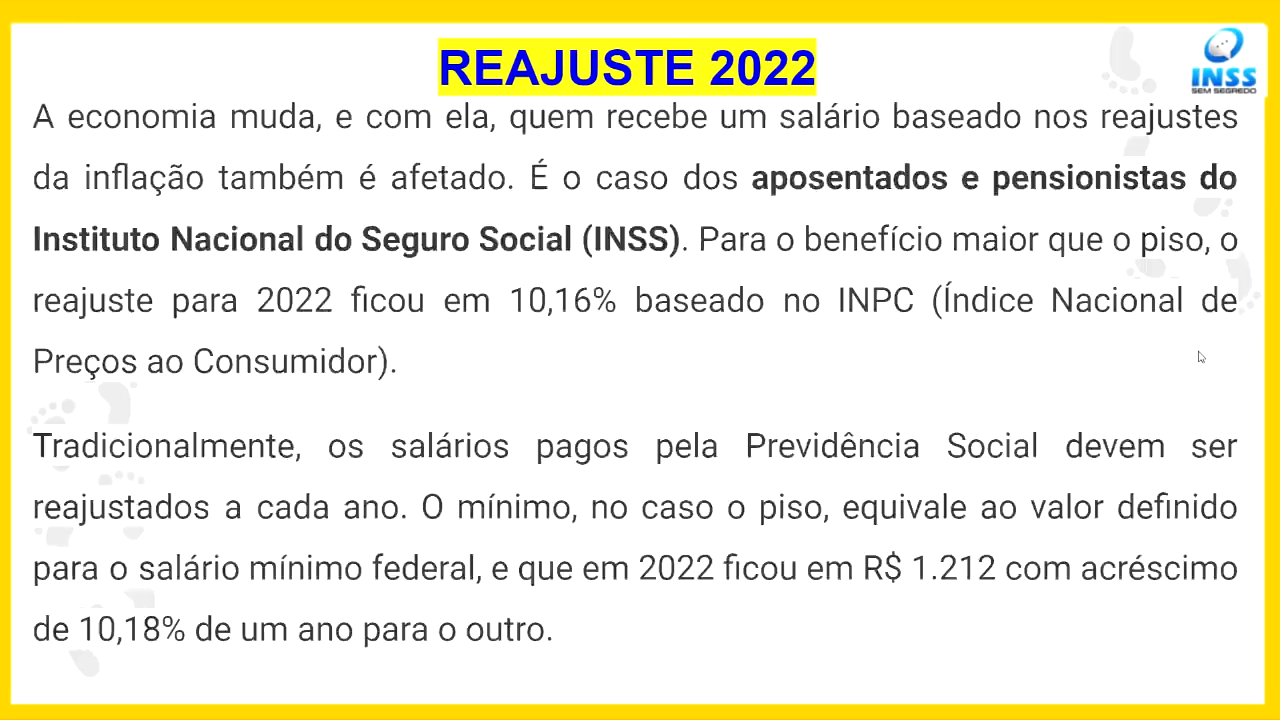 REAJUSTE 2022
INSS
SEM SEGREDO
A economia muda, e com ela, quem recebe um salário baseado nos reajustes
da inflação também é afetado. É o caso dos aposentados e pensionistas do
Instituto Nacional do Seguro Social (INSS). Para o benefício maior que o piso, o
reajuste para 2022 ficou em 10,16% baseado no INPC (Índice Nacional de
Preços ao Consumidor).
Tradicionalmente, os salários pagos pela Previdência Social devem ser
reajustados a cada ano. O mínimo, no caso o piso, equivale ao valor definido
para o salário mínimo federal, e que em 2022 ficou em R$ 1.212 com acréscimo
de 10,18% de um ano para o outro.